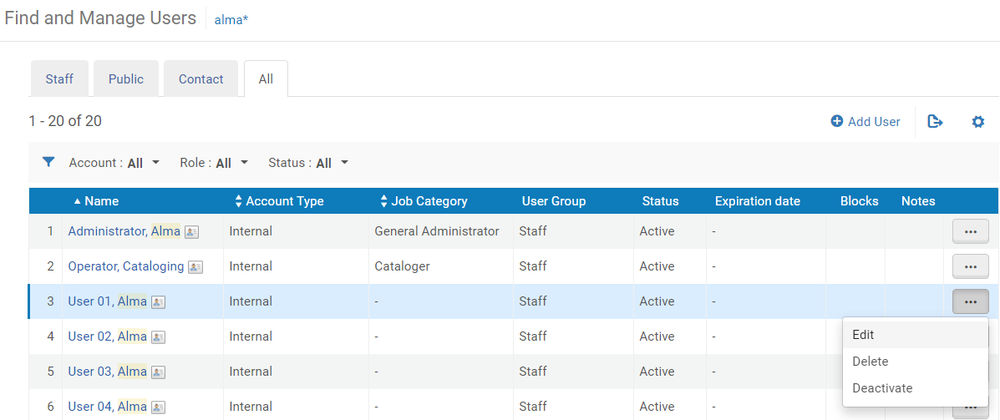 Find and Manage Users alma*
Staff Public Contact All
1 - 20 of 20 Add User
Account : All Role : All Status : All
Name Account Type Job Category User Group Status Expiration date Blocks Notes
1 Administrator, Alma Internal General Administrator Staff Active - ...
2 Operator, Cataloging Internal Cataloger Staff Active - ...
3 User 01, Alma Internal - Staff Active - ...
4 User 02, Alma Internal - Staff Active -
Edit
Delete
Deactivate
5 User 03, Alma Internal - Staff Active -
6 User 04, Alma Internal - Staff Active - ...